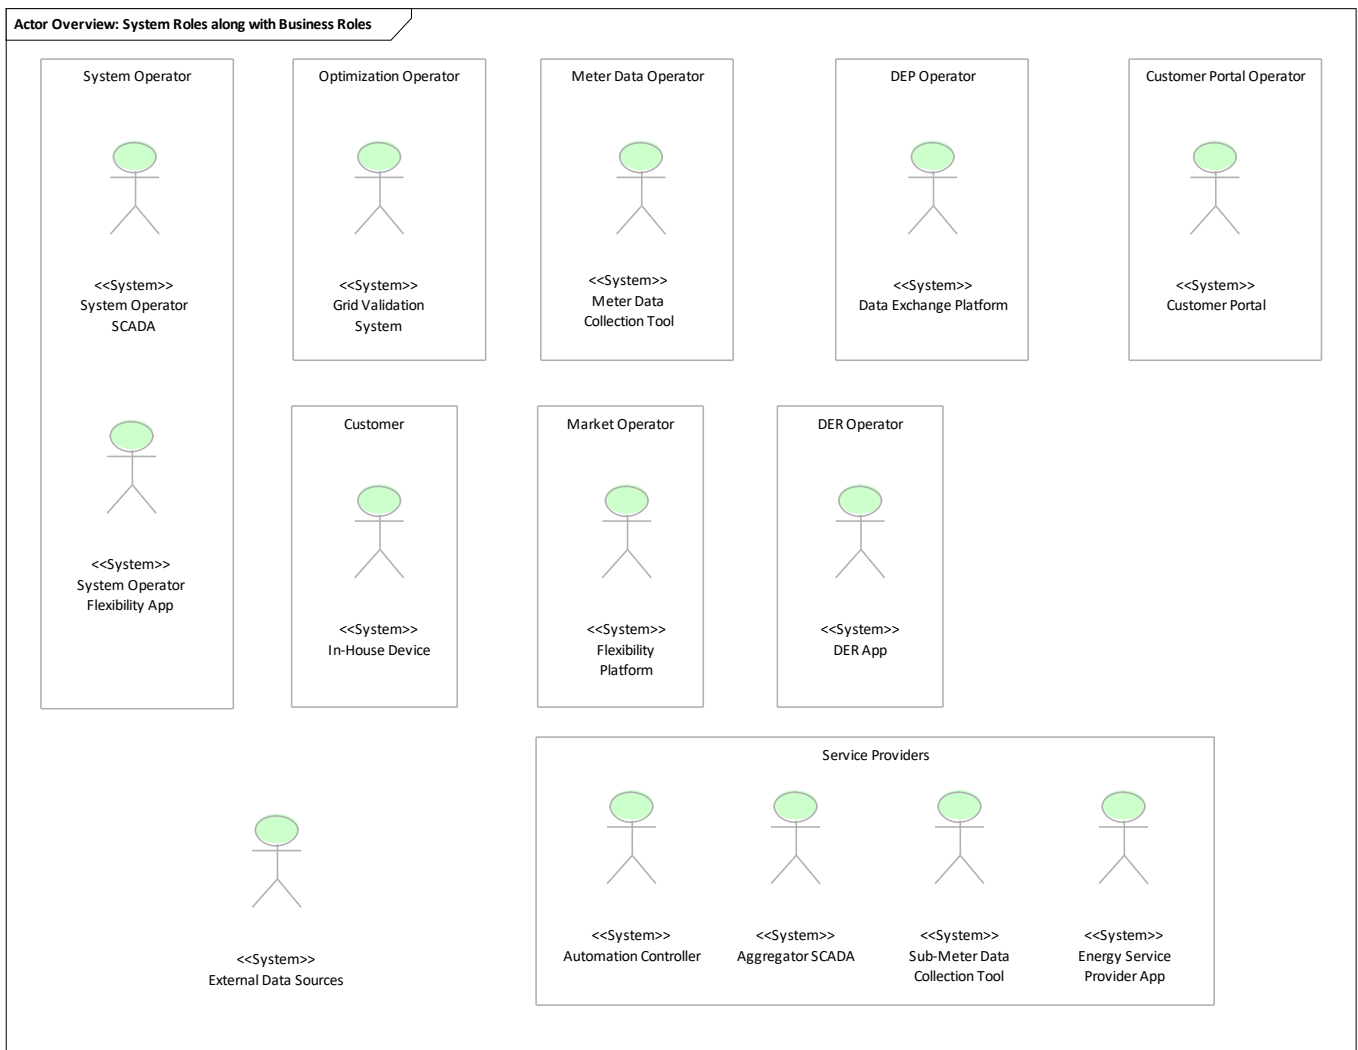 Actor Overview: System Roles along with Business Roles
System Operator
<<System>>
System Operator
SCADA
<<System>>
System Operator
Flexibility App
Optimization Operator
<<System>>
Grid Validation
System
Meter Data Operator
<<System>>
Meter Data
Collection Tool
DEP Operator
<<System>>
Data Exchange Platform
Customer Portal Operator
<<System>>
Customer Portal
Customer
<<System>>
In-House Device
Market Operator
<<System>>
Flexibility
Platform
DER Operator
<<System>>
DER App
<<System>>
External Data Sources
Service Providers
<<System>>
Automation Controller
<<System>>
Aggregator SCADA
<<System>>
Sub-Meter Data
Collection Tool
<<System>>
Energy Service
Provider App